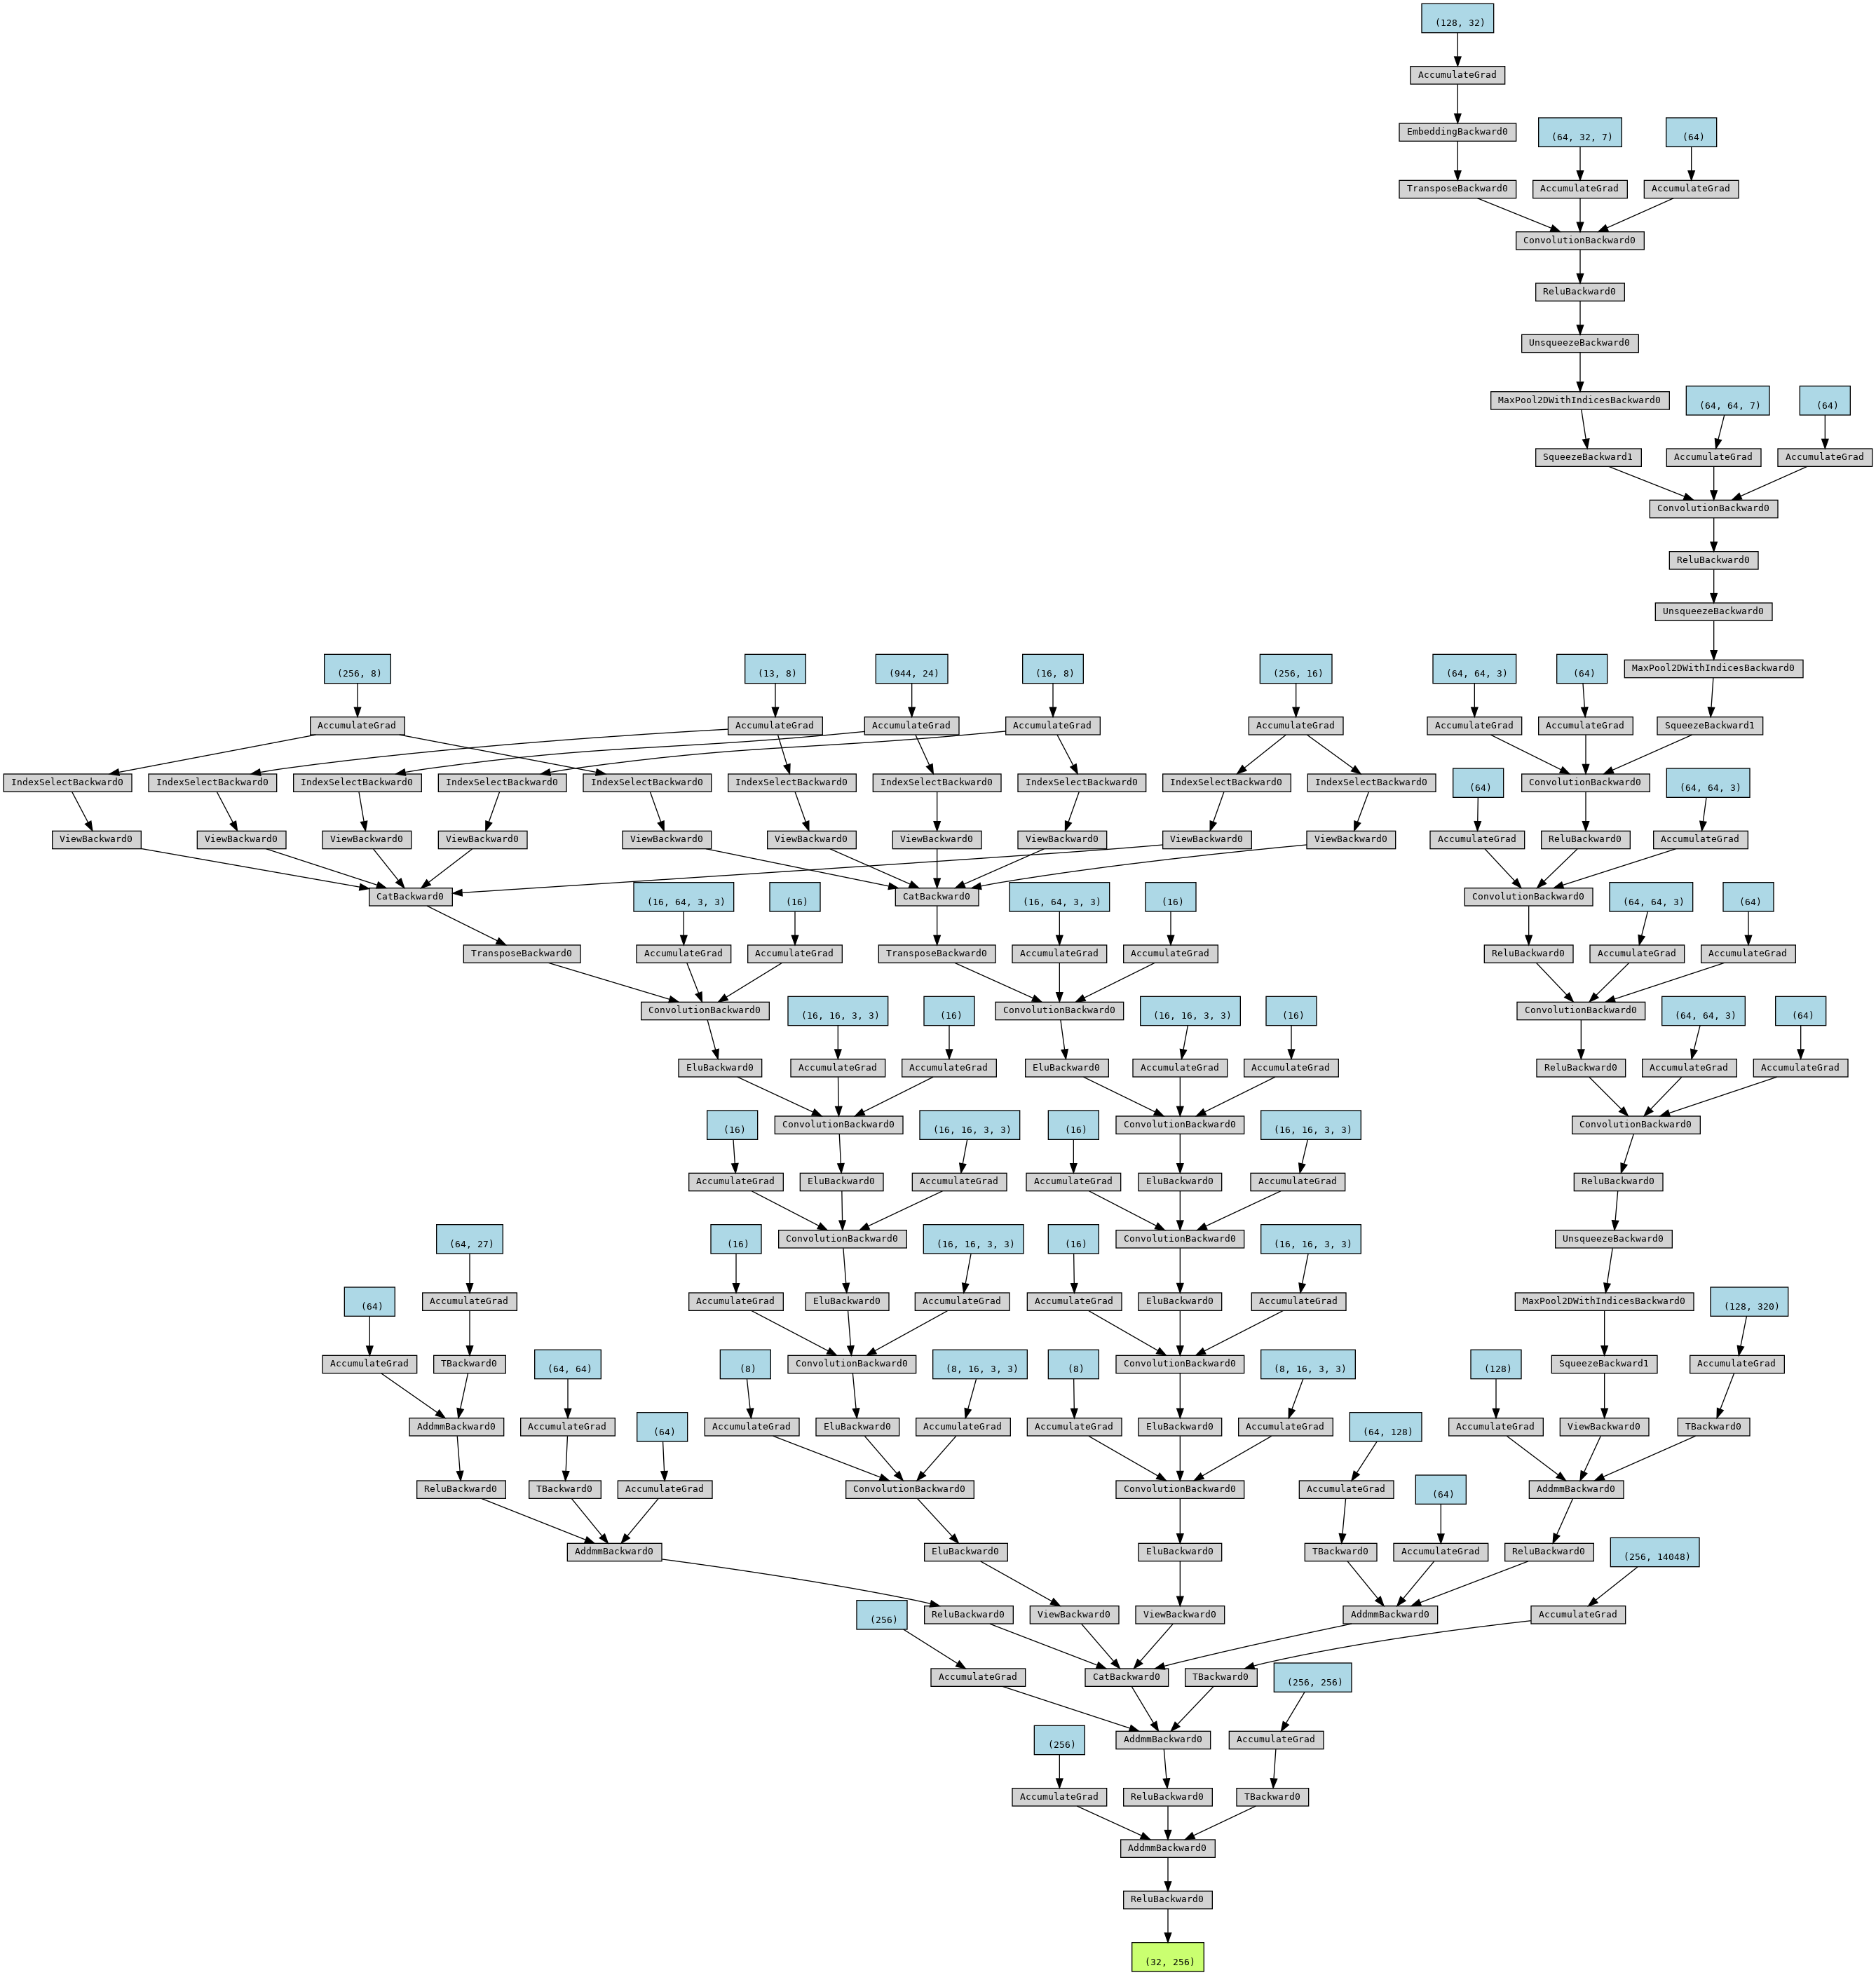 (128, 32)
AccumulateGrad
EmbeddingBackward0 (64, 32, 7) (64)
TransposeBackward0 AccumulateGrad AccumulateGrad
ConvolutionBackward0
ReluBackward0
UnsqueezeBackward0
MaxPool2DWithIndicesBackward0 (64, 64, 7) (64)
SqueezeBackward1 AccumulateGrad AccumulateGrad
ConvolutionBackward0
ReluBackward0
UnsqueezeBackward0
(256, 8) (13, 8) (944, 24) (16, 8) (256, 16) (64, 64, 3) (64) MaxPool2DWithIndicesBackward0
AccumulateGrad AccumulateGrad AccumulateGrad AccumulateGrad AccumulateGrad AccumulateGrad AccumulateGrad SqueezeBackward1
IndexSelectBackward0 IndexSelectBackward0 IndexSelectBackward0 IndexSelectBackward0 IndexSelectBackward0 IndexSelectBackward0 IndexSelectBackward0 IndexSelectBackward0 IndexSelectBackward0 IndexSelectBackward0 (64) ConvolutionBackward0 (64, 64, 3)
ViewBackward0 ViewBackward0 ViewBackward0 ViewBackward0 ViewBackward0 ViewBackward0 ViewBackward0 ViewBackward0 ViewBackward0 ViewBackward0 AccumulateGrad ReluBackward0 AccumulateGrad
CatBackward0 (16, 64, 3, 3) (16) CatBackward0 (16, 64, 3, 3) (16) ConvolutionBackward0 (64, 64, 3) (64)
TransposeBackward0 AccumulateGrad AccumulateGrad TransposeBackward0 AccumulateGrad AccumulateGrad ReluBackward0 AccumulateGrad AccumulateGrad
ConvolutionBackward0 (16, 16, 3, 3) (16) ConvolutionBackward0 (16, 16, 3, 3) (16) ConvolutionBackward0 (64, 64, 3) (64)
EluBackward0 AccumulateGrad AccumulateGrad EluBackward0 AccumulateGrad AccumulateGrad ReluBackward0 AccumulateGrad AccumulateGrad
(16) ConvolutionBackward0 (16, 16, 3, 3) (16) ConvolutionBackward0 (16, 16, 3, 3) ConvolutionBackward0
AccumulateGrad EluBackward0 AccumulateGrad AccumulateGrad EluBackward0 AccumulateGrad ReluBackward0
(64, 27) (16) ConvolutionBackward0 (16, 16, 3, 3) (16) ConvolutionBackward0 (16, 16, 3, 3) UnsqueezeBackward0
(64) AccumulateGrad AccumulateGrad EluBackward0 AccumulateGrad AccumulateGrad EluBackward0 AccumulateGrad MaxPool2DWithIndicesBackward0 (128, 320)
AccumulateGrad TBackward0 (64, 64) (8) ConvolutionBackward0 (8, 16, 3, 3) (8) ConvolutionBackward0 (8, 16, 3, 3) (128) SqueezeBackward1 AccumulateGrad
AddmmBackward0 AccumulateGrad (64) AccumulateGrad EluBackward0 AccumulateGrad AccumulateGrad EluBackward0 AccumulateGrad (64, 128) AccumulateGrad ViewBackward0 TBackward0
ReluBackward0 TBackward0 AccumulateGrad ConvolutionBackward0 ConvolutionBackward0 AccumulateGrad (64) AddmmBackward0
AddmmBackward0 EluBackward0 EluBackward0 TBackward0 AccumulateGrad ReluBackward0 (256, 14048)
(256) ReluBackward0 ViewBackward0 ViewBackward0 AddmmBackward0 AccumulateGrad
AccumulateGrad CatBackward0 TBackward0 (256, 256)
(256) AddmmBackward0 AccumulateGrad
AccumulateGrad ReluBackward0 TBackward0
AddmmBackward0
ReluBackward0
(32, 256)